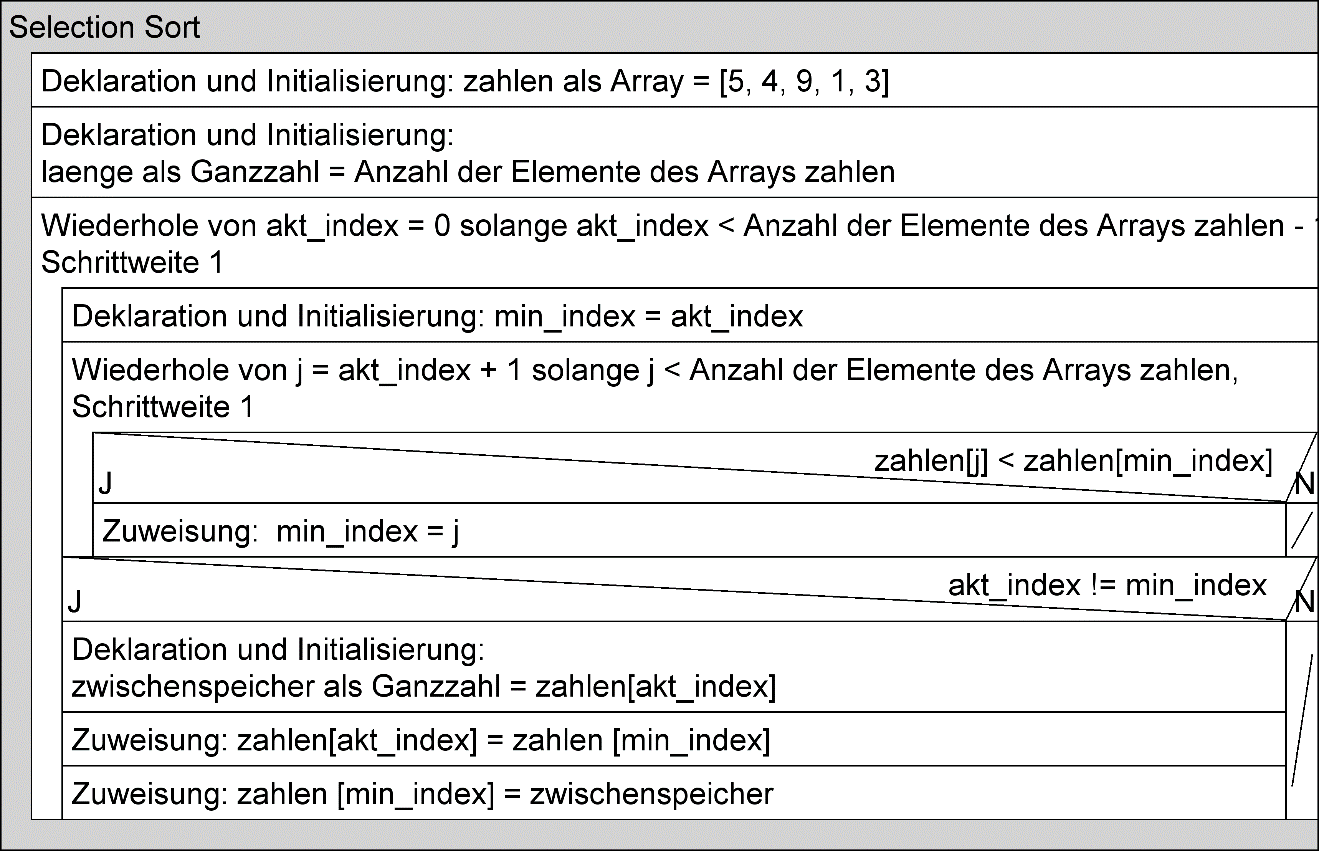 Selection Sort
Deklaration und Initialisierung: zahlen als Array = [5, 4, 9, 1, 3]
Deklaration und Initialisierung:
laenge als Ganzzahl = Anzahl der Elemente des Arrays zahlen
Wiederhole von akt_index = 0 solange akt_index < Anzahl der Elemente des Arrays zahlen -
Schrittweite 1
Deklaration und Initialisierung: min_index = akt_index
Wiederhole von j = akt_index + 1 solange j < Anzahl der Elemente des Arrays zahlen,
Schrittweite 1
zahlen[j] < zahlen[min_index]
J N
Zuweisung: min_index = j
akt_index != min_index
J N
Deklaration und Initialisierung:
zwischenspeicher als Ganzzahl = zahlen[akt_index]
Zuweisung: zahlen[akt_index] = zahlen [min_index]
Zuweisung: zahlen [min_index] = zwischenspeicher